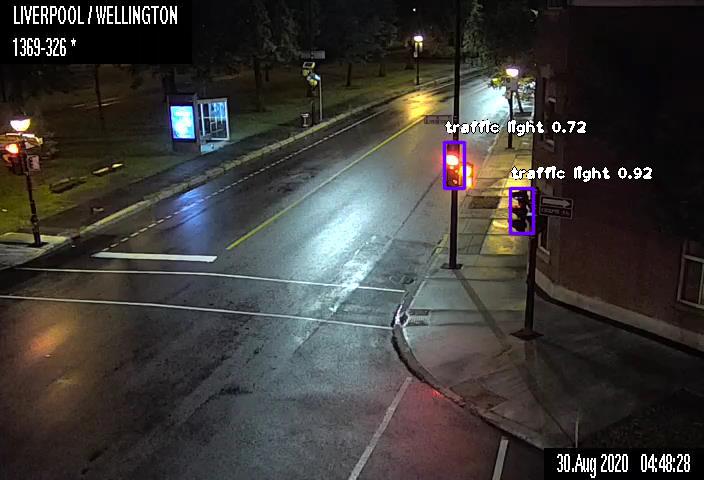 LIVERPOOL / WELLINGTON
1369-326 *
traffic light 0.72
traffic light 0.92
30.Aug 2020 04:48:28